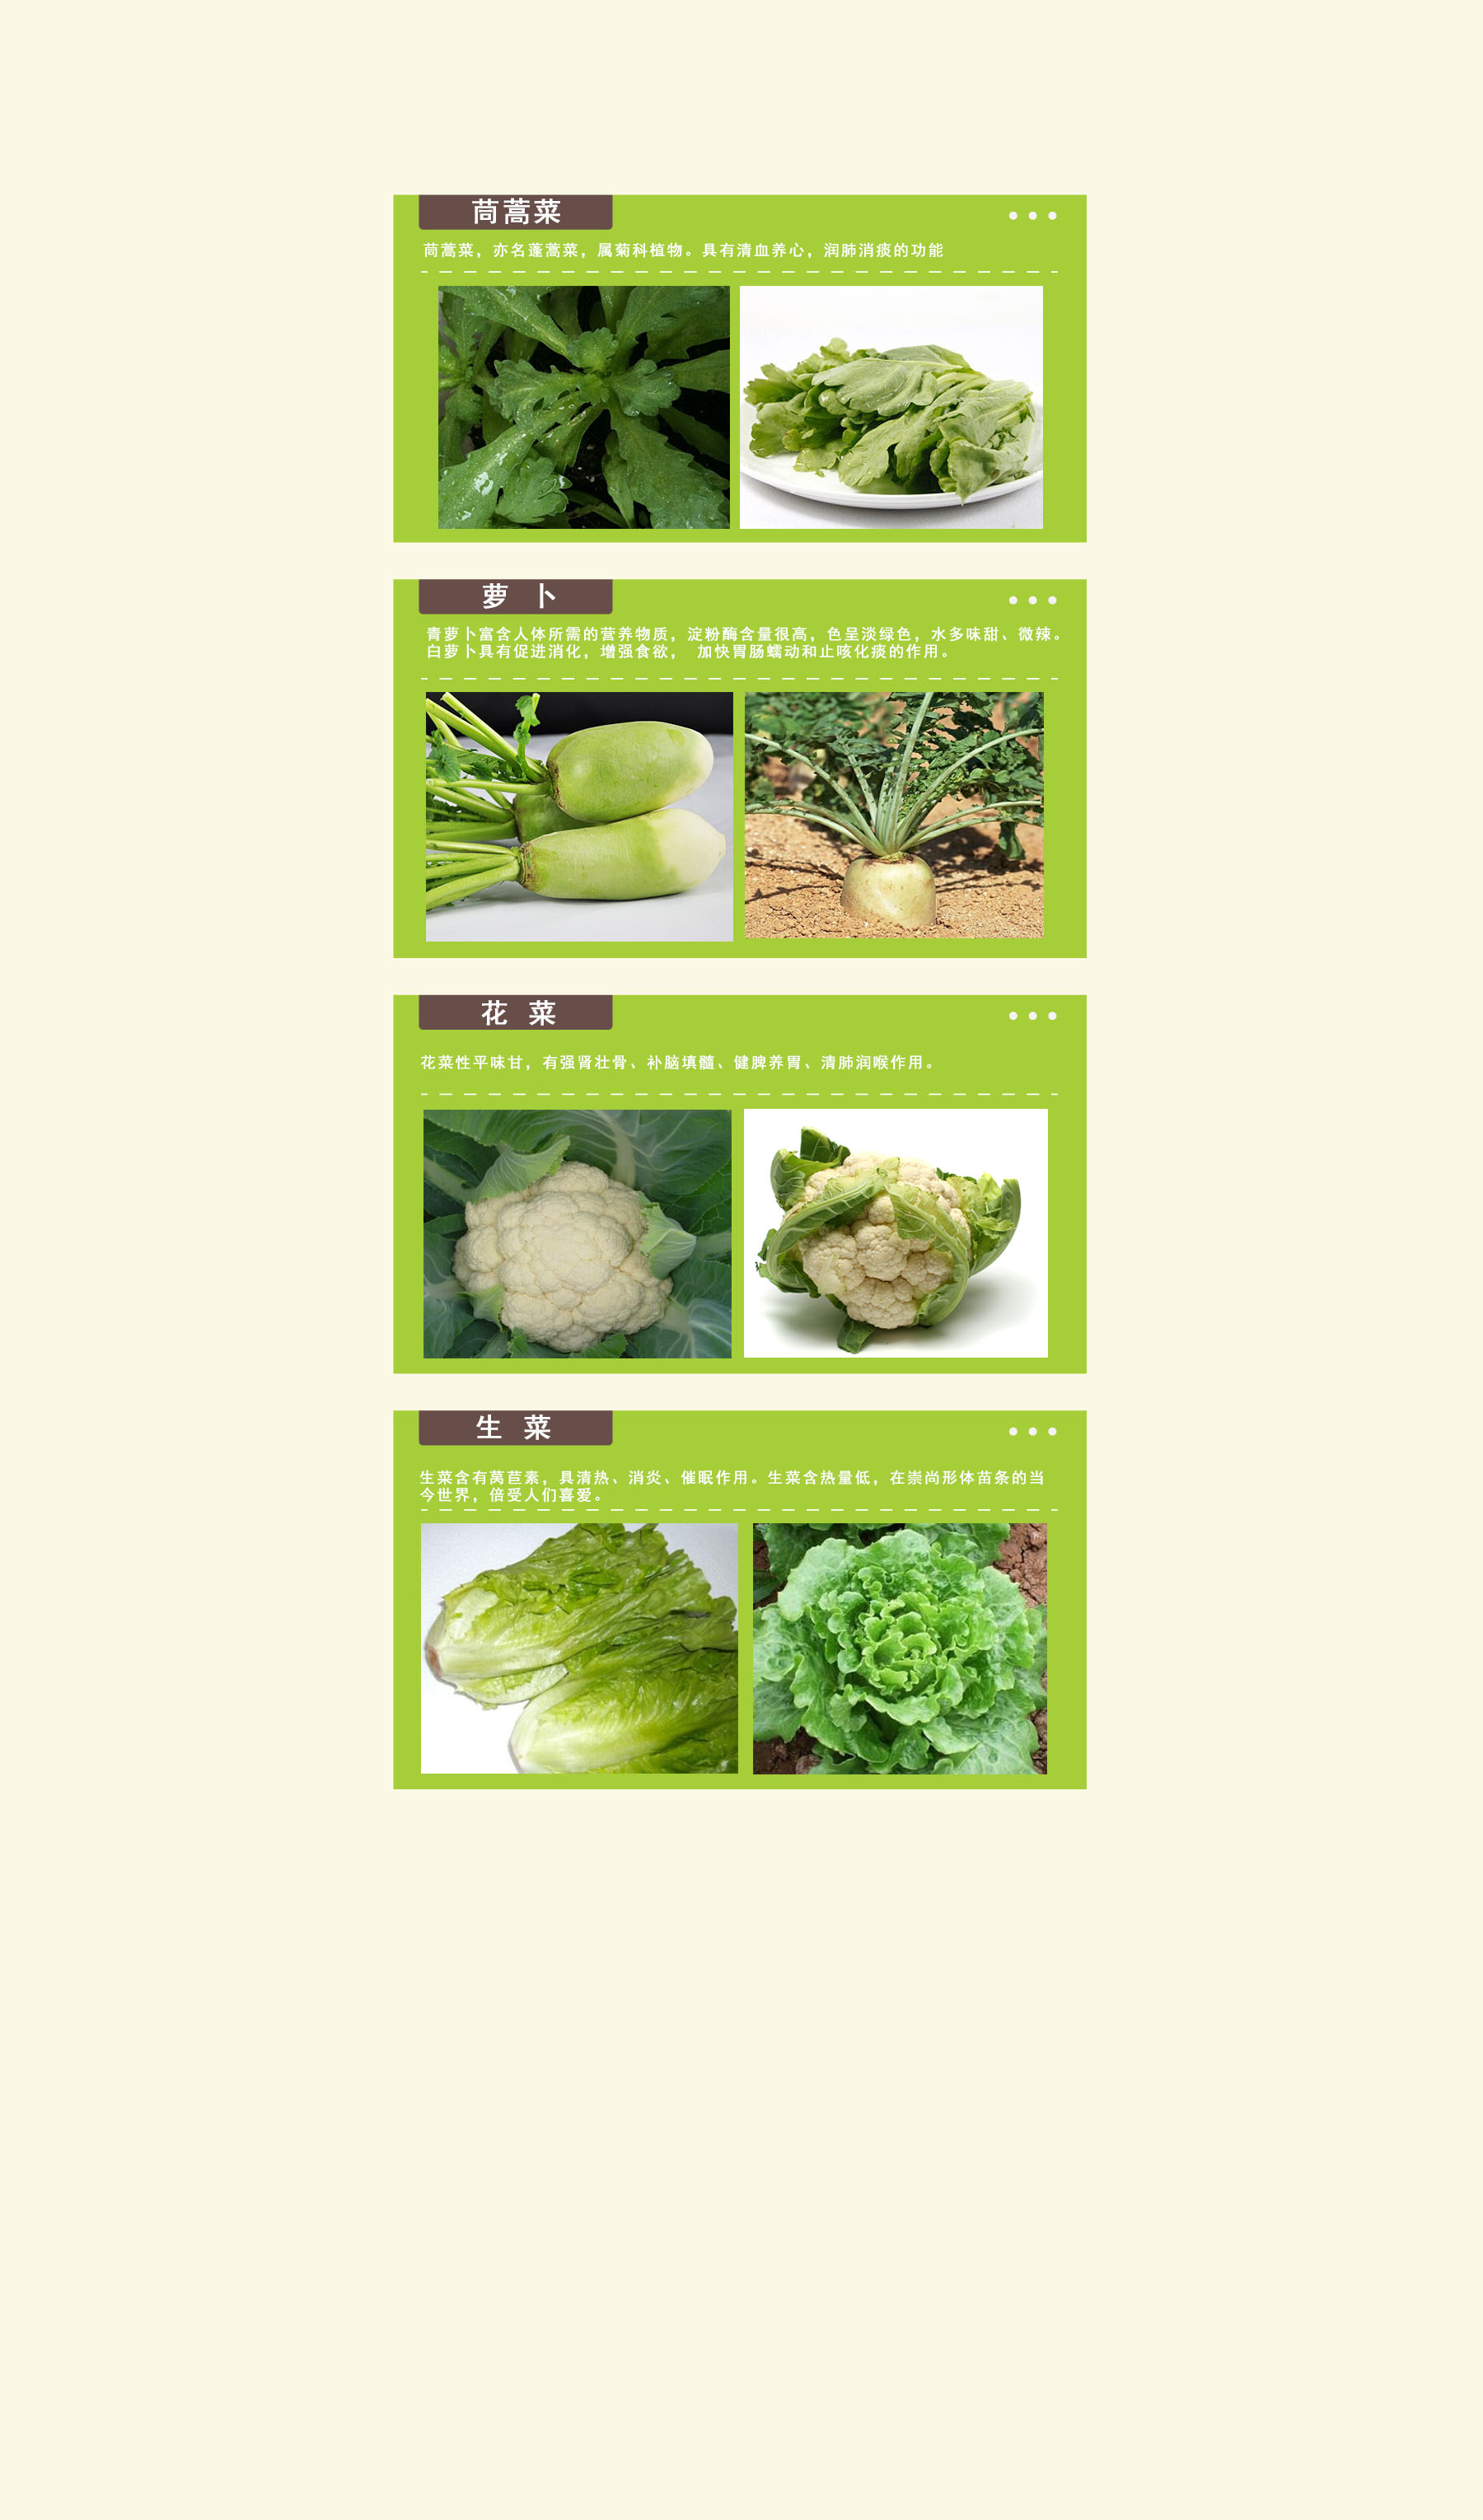 茼蒿菜
茼蒿菜，亦名蓬蒿菜，属菊科植物。具有清血养心，润肺消痰的功能
萝 卜
青萝卜富含人体所需的营养物质，淀粉酶含量很高，色呈淡绿色，水多味甜、微辣。
白萝卜具有促进消化，增强食欲， 加快胃肠蠕动和止咳化痰的作用。
花 菜
花菜性平味甘，有强肾壮骨、补脑填髓、健脾养胃、清肺润喉作用。
生 菜
生菜含有莴苣素，具清热、消炎、催眠作用。生菜含热量低，在崇尚形体苗条的当
今世界，倍受人们喜爱。